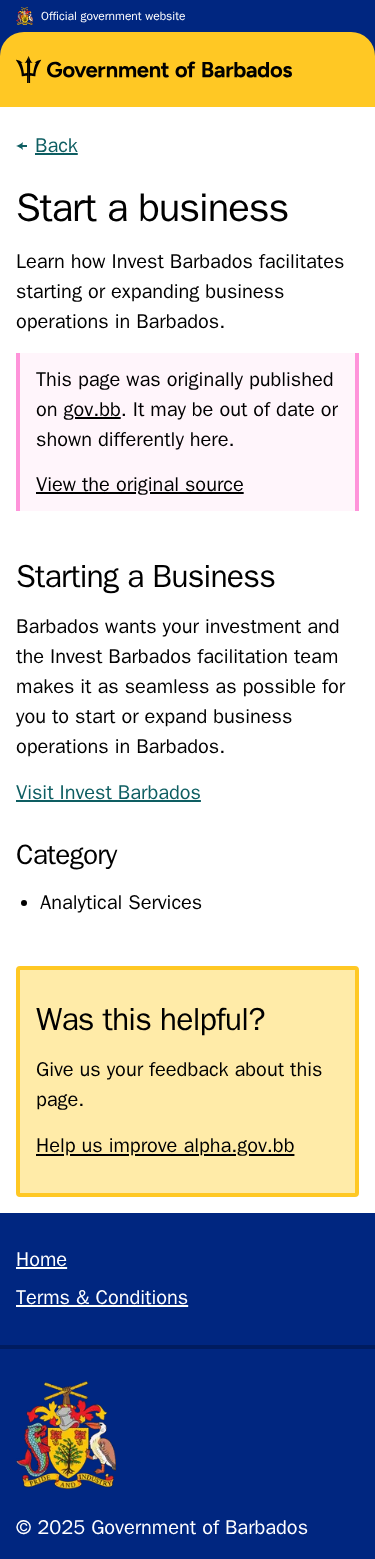 Official government website
Government of Barbados
← Back
Start a business
Learn how Invest Barbados facilitates
starting or expanding business
operations in Barbados.
This page was originally published
on gov.bb. It may be out of date or
shown differently here.
View the original source
Starting a Business
Barbados wants your investment and
the Invest Barbados facilitation team
makes it as seamless as possible for
you to start or expand business
operations in Barbados.
Visit Invest Barbados
Category
• Analytical Services
Was this helpful?
Give us your feedback about this
page.
Help us improve alpha.gov.bb
Home
Terms & Conditions
PRIDE AND INDUSTRY
© 2025 Government of Barbados